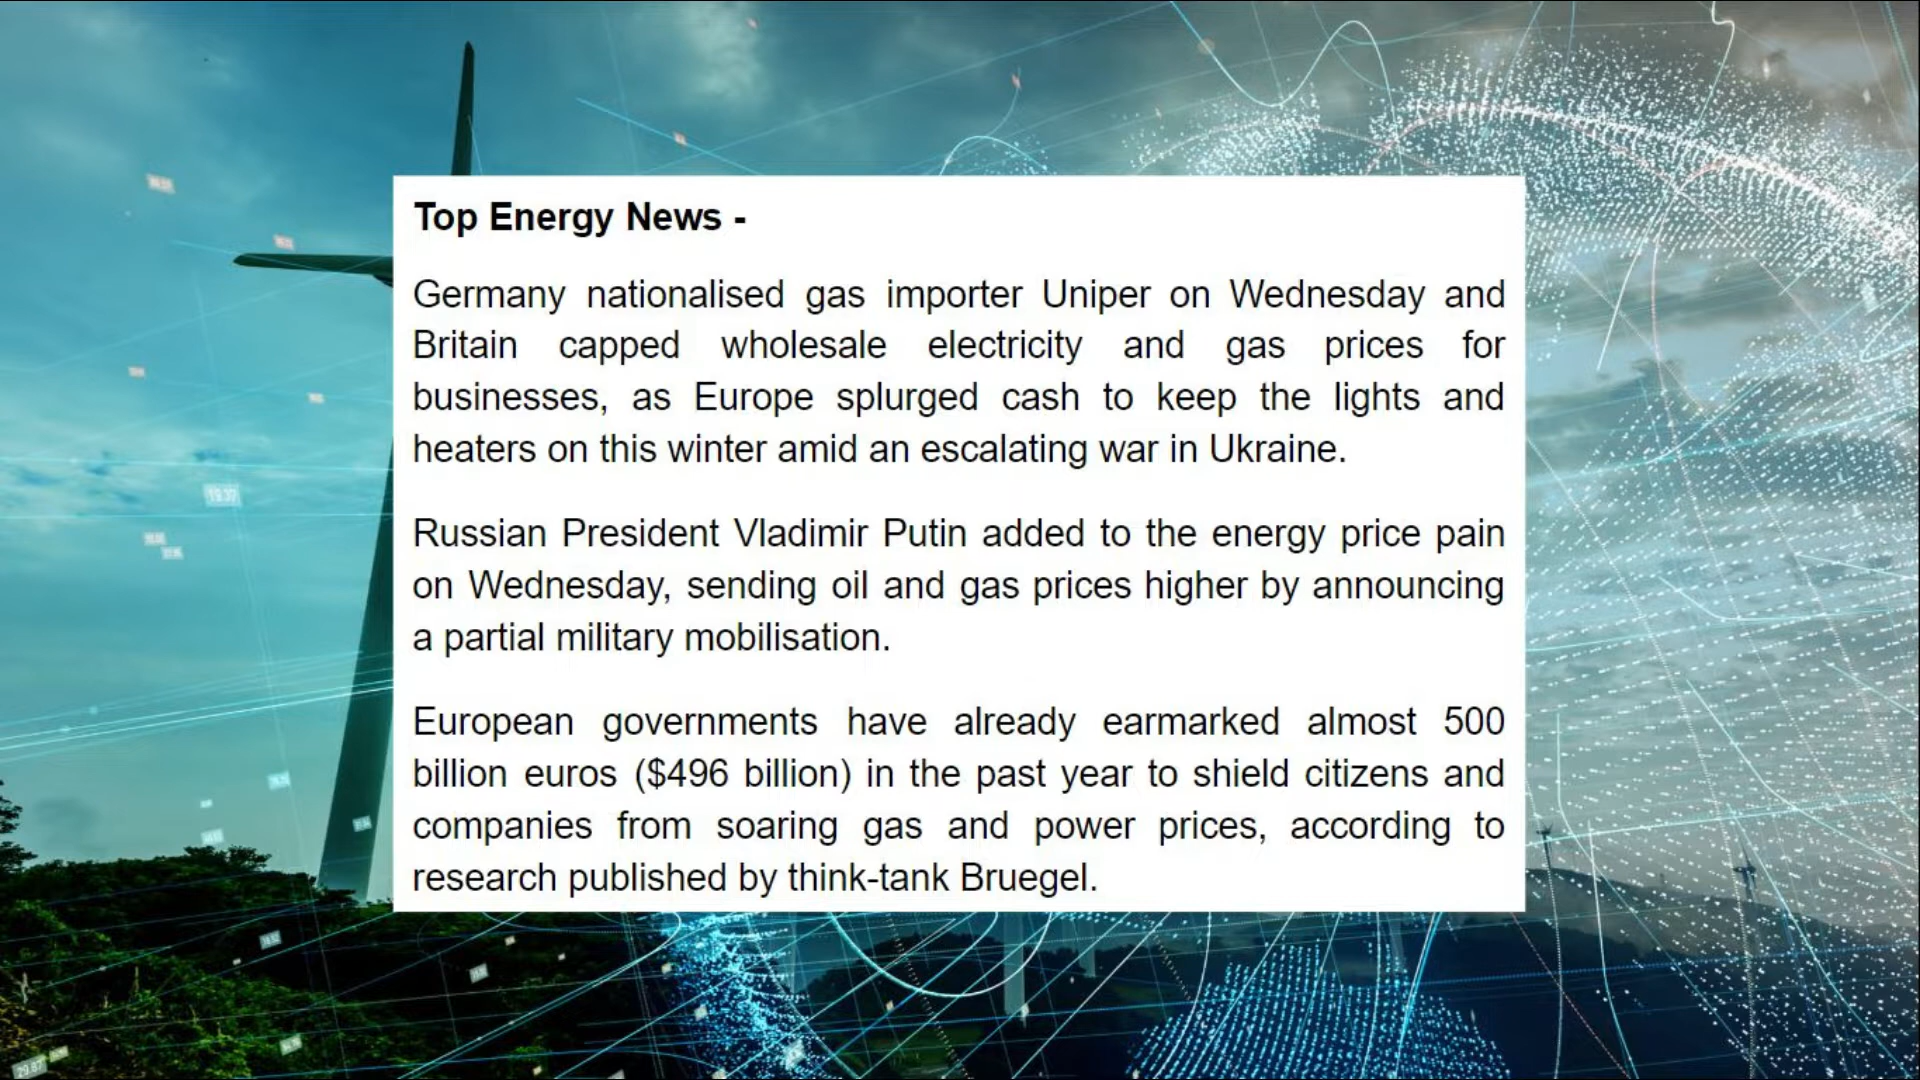 Top Energy News -
Germany nationalised gas importer Uniper on Wednesday and
Britain capped wholesale electricity and gas prices for
businesses, as Europe splurged cash to keep the lights and
heaters on this winter amid an escalating war in Ukraine.
Russian President Vladimir Putin added to the energy price pain
on Wednesday, sending oil and gas prices higher by announcing
a partial military mobilisation.
European governments have already earmarked almost 500
billion euros ($496 billion) in the past year to shield citizens and
companies from soaring gas and power prices, according to
research published by think-tank Bruegel.